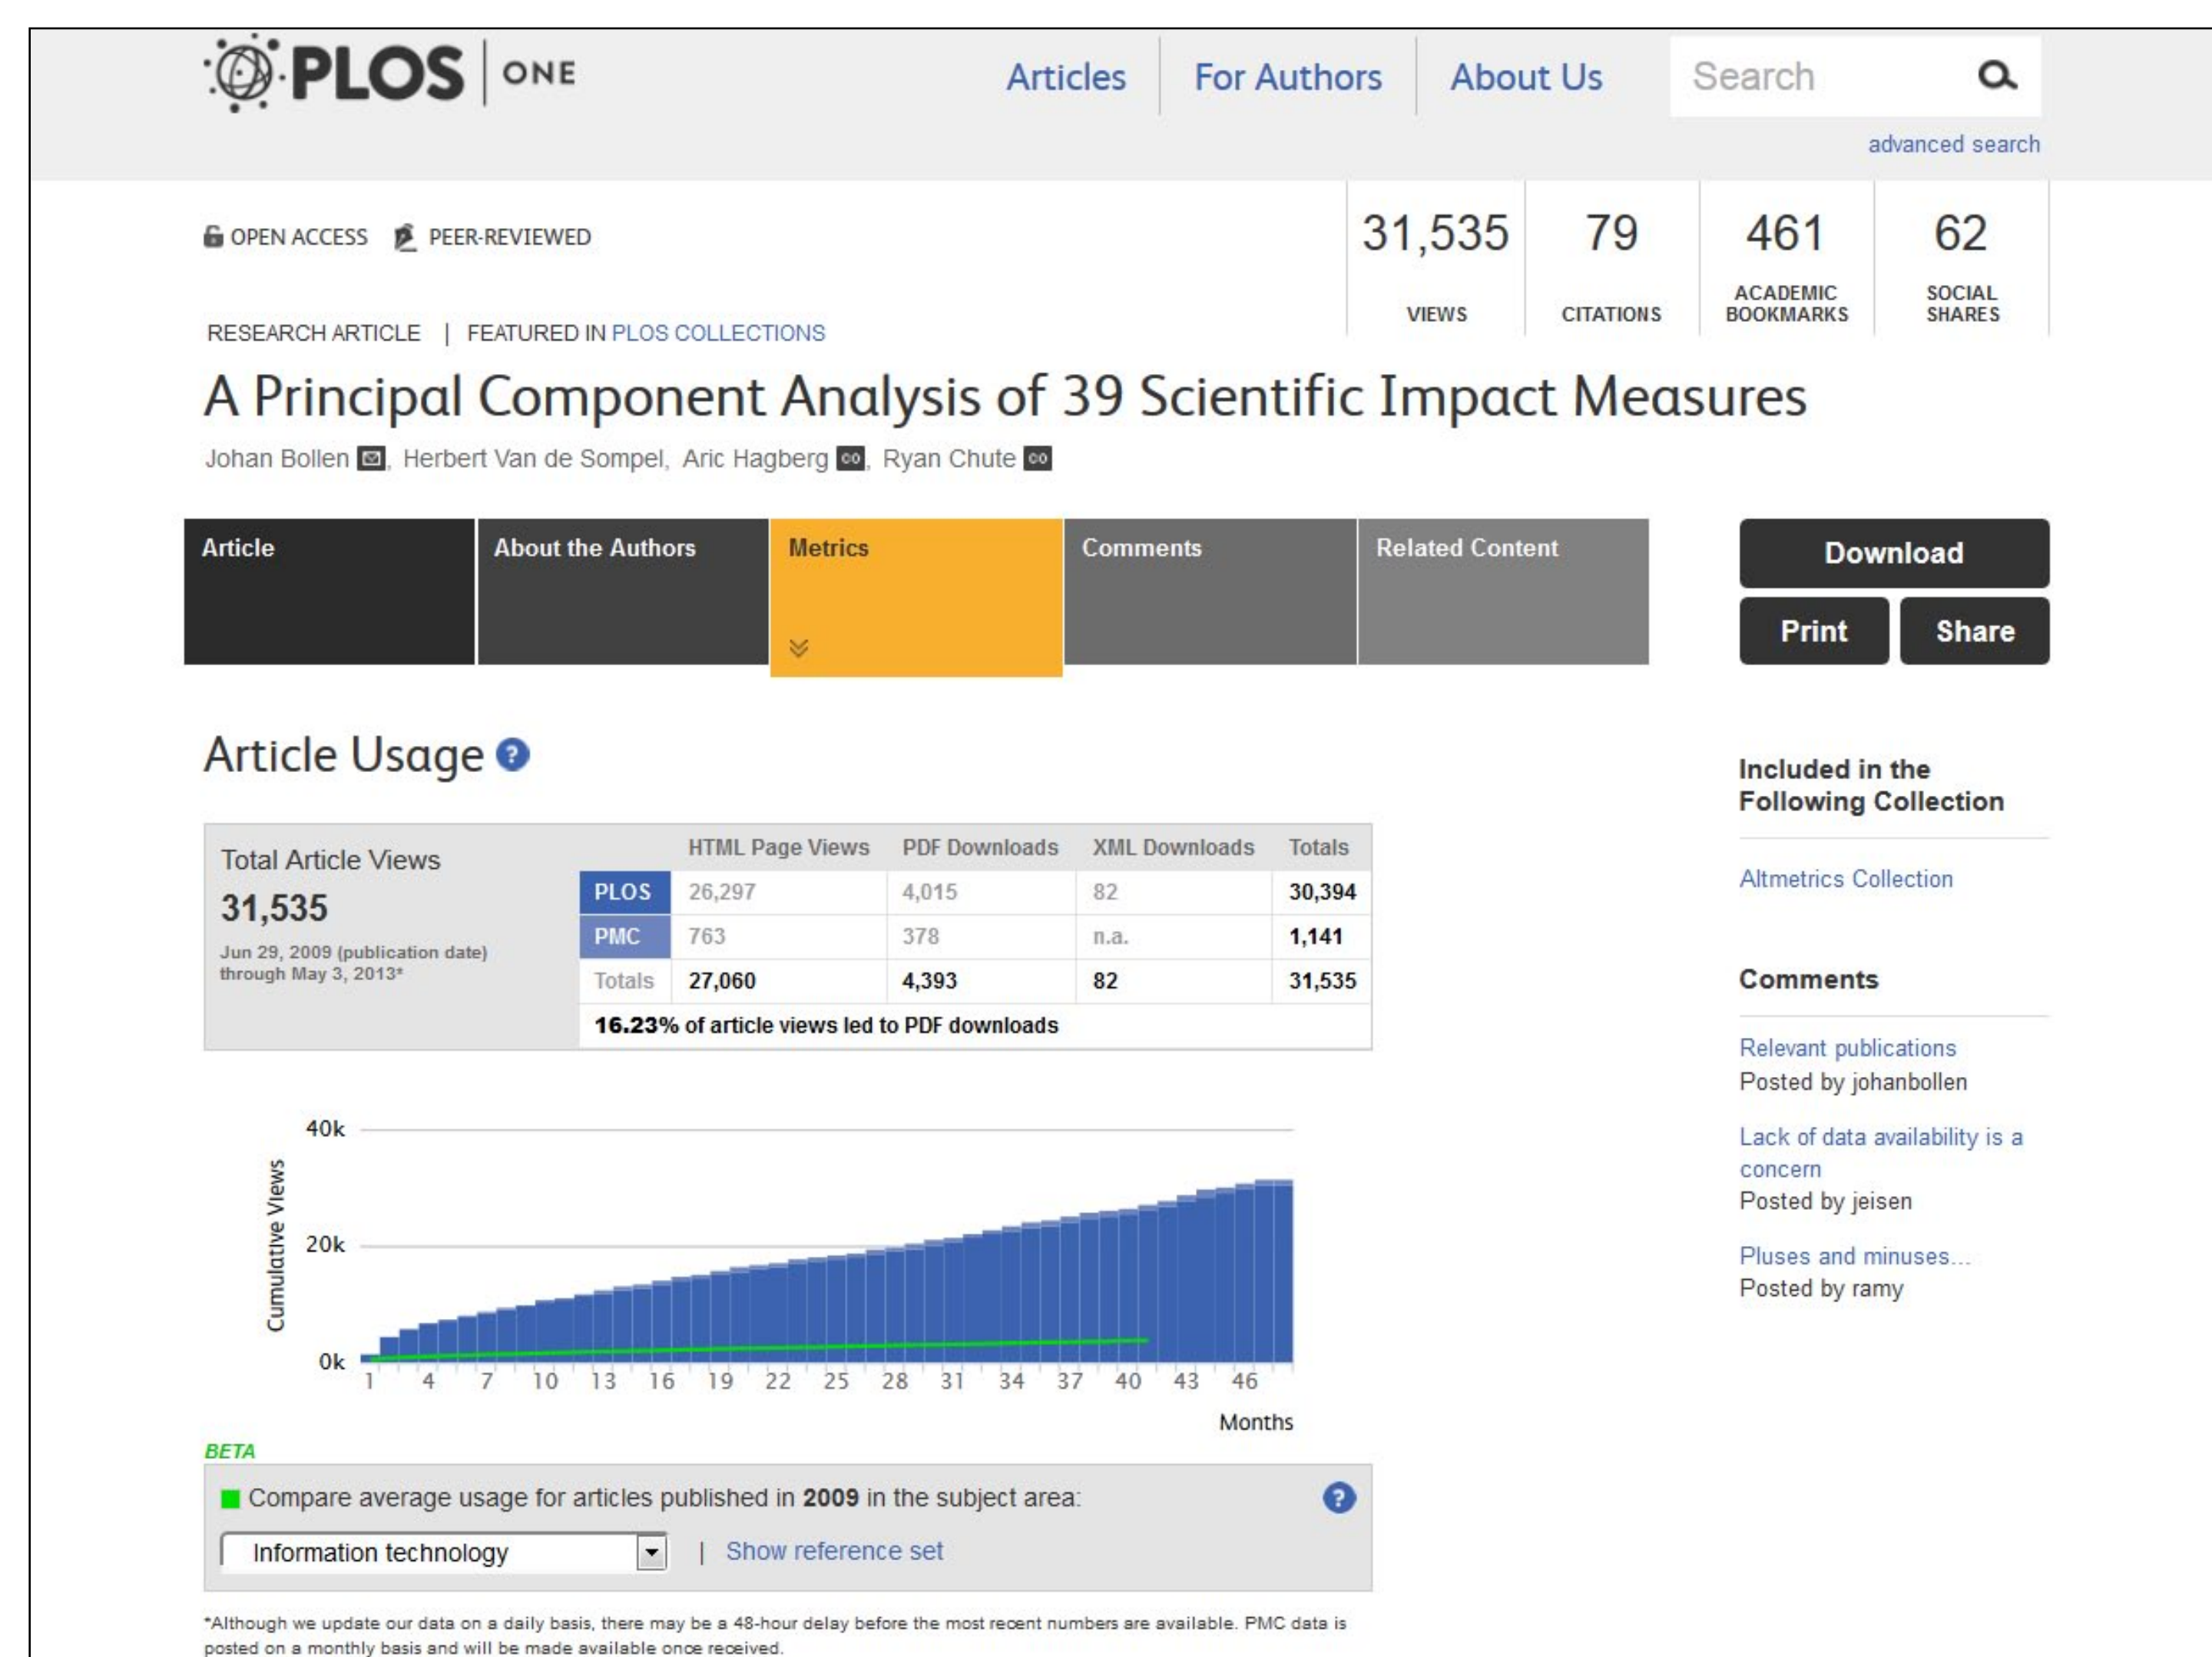 PLOS ONE
Articles For Authors About Us Search
advanced search
OPEN ACCESS PEER-REVIEWED
31,535 79 461 62
VIEWS CITATIONS ACADEMIC BOOKMARKS SOCIAL SHARES
RESEARCH ARTICLE | FEATURED IN PLOS COLLECTIONS
A Principal Component Analysis of 39 Scientific Impact Measures
Johan Bollen, Herbert Van de Sompel, Aric Hagberg co, Ryan Chute co
Article About the Authors Metrics Comments Related Content
Download
Print Share
Article Usage ?
Total Article Views
31,535
Jun 29, 2009 (publication date)
through May 3, 2013*
HTML Page Views PDF Downloads XML Downloads Totals
PLOS 26,297 4,015 82 30,394
PMC 763 378 n.a. 1,141
Totals 27,060 4,393 82 31,535
16.23% of article views led to PDF downloads
Included in the
Following Collection
Altmetrics Collection
Comments
Relevant publications
Posted by johanbollen
Lack of data availability is a
concern
Posted by jeisen
Pluses and minuses...
Posted by ramy
Cumulative Views
40k
20k
0k
1 4 7 10 13 16 19 22 25 28 31 34 37 40 43 46
Months
BETA
Compare average usage for articles published in 2009 in the subject area: ?
Information technology | Show reference set
*Although we update our data on a daily basis, there may be a 48-hour delay before the most recent numbers are available. PMC data is
posted on a monthly basis and will be made available once received.